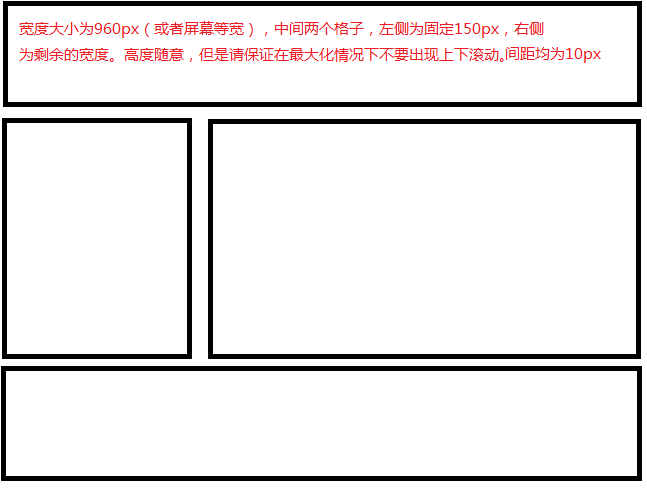 宽度大小为960px（或者屏幕等宽），中间两个格子，左侧为固定150px，右侧
为剩余的宽度。高度随意，但是请保证在最大化情况下不要出现上下滚动。间距均为10px